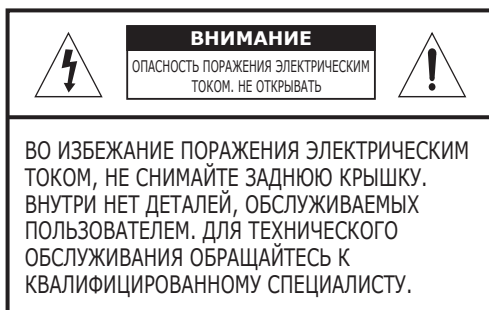 ВНИМАНИЕ
ОПАСНОСТЬ ПОРАЖЕНИЯ ЭЛЕКТРИЧЕСКИМ
ТОКОМ. НЕ ОТКРЫВАТЬ
ВО ИЗБЕЖАНИЕ ПОРАЖЕНИЯ ЭЛЕКТРИЧЕСКИМ
ТОКОМ, НЕ СНИМАЙТЕ ЗАДНЮЮ КРЫШКУ.
ВНУТРИ НЕТ ДЕТАЛЕЙ, ОБСЛУЖИВАЕМЫХ
ПОЛЬЗОВАТЕЛЕМ. ДЛЯ ТЕХНИЧЕСКОГО
ОБСЛУЖИВАНИЯ ОБРАЩАЙТЕСЬ К
КВАЛИФИЦИРОВАННОМУ СПЕЦИАЛИСТУ.